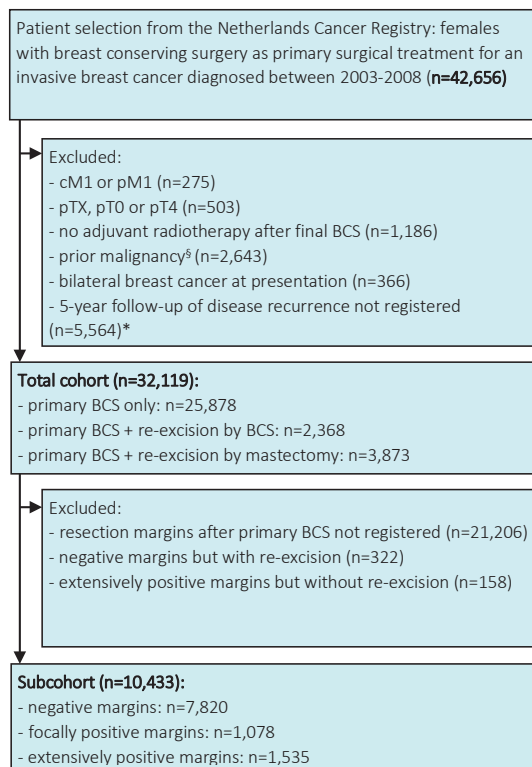 Patient selection from the Netherlands Cancer Registry: females
with breast conserving surgery as primary surgical treatment for an
invasive breast cancer diagnosed between 2003-2008 (n=42,656)
Excluded:
- cM1 or pM1 (n=275)
- pTX, pT0 or pT4 (n=503)
- no adjuvant radiotherapy after final BCS (n=1,186)
- prior malignancy§ (n=2,643)
- bilateral breast cancer at presentation (n=366)
- 5-year follow-up of disease recurrence not registered
(n=5,564)*
Total cohort (n=32,119):
- primary BCS only: n=25,878
- primary BCS + re-excision by BCS: n=2,368
- primary BCS + re-excision by mastectomy: n=3,873
Excluded:
- resection margins after primary BCS not registered (n=21,206)
- negative margins but with re-excision (n=322)
- extensively positive margins but without re-excision (n=158)
Subcohort (n=10,433):
- negative margins: n=7,820
- focally positive margins: n=1,078
- extensively positive margins: n=1,535